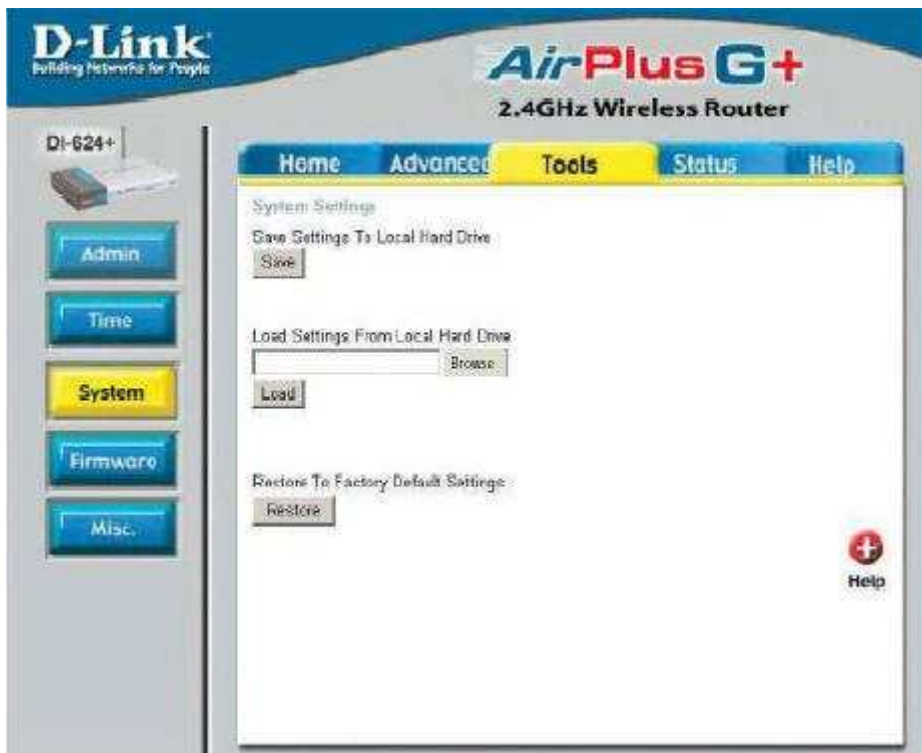 D-Link
Building Networks for People
AirPlus G+
2.4GHz Wireless Router
DI-624+
Home Advanced Tools Status Help
Admin
Time
System
Firmware
Misc.
System Settings
Save Settings To Local Hard Drive
Save
Load Settings From Local Hard Drive
Browse
Load
Restore To Factory Default Settings
Restore
Help